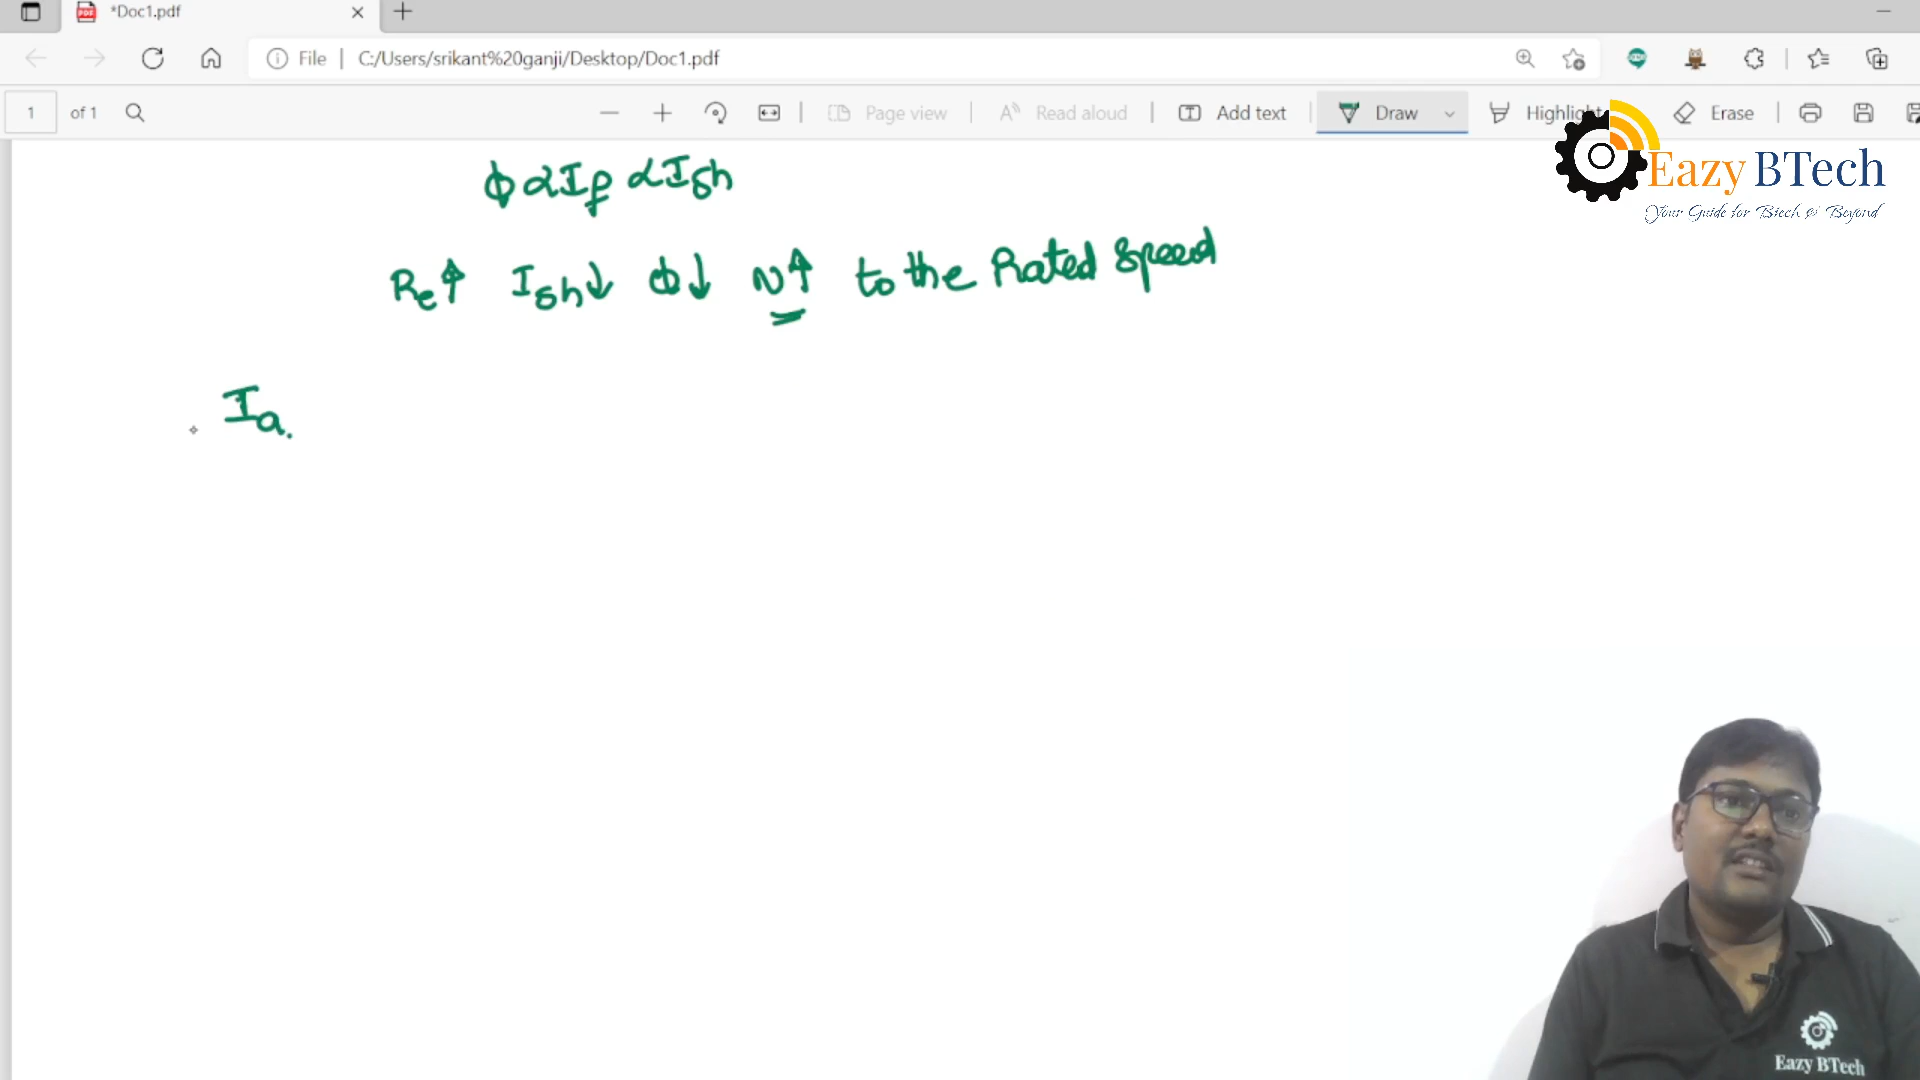 *Doc1.pdf
File | C:/Users/srikant%20ganji/Desktop/Doc1.pdf
1 of 1 Page view Read aloud Add text Draw Highlight Erase
Eazy BTech
Your Guide for Btech & Beyond
ϕ ∝ If ∝ Ish
Re↑ Ish↓ ϕ↓ N↑ to the Rated Speed
Ia.
Eazy BTech